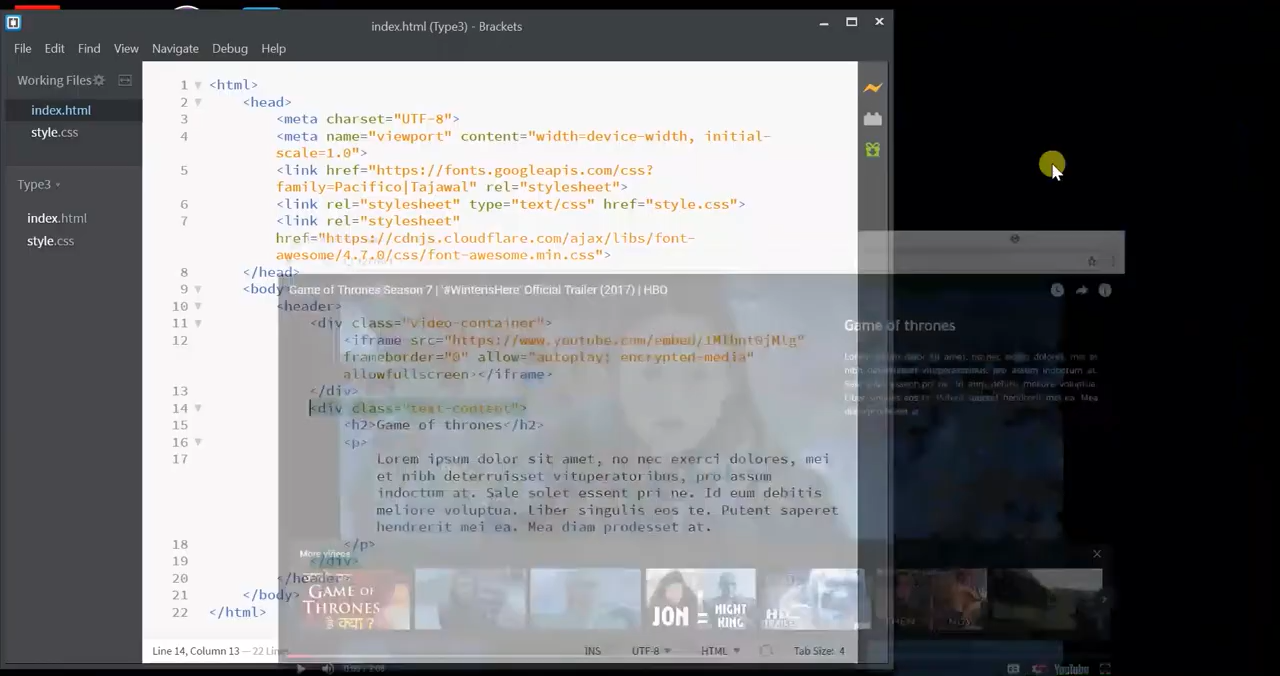 index.html (Type3) - Brackets
File Edit Find View Navigate Debug Help
Working Files
index.html
style.css
Type3
index.html
style.css
1 <html>
2 <head>
3 <meta charset="UTF-8">
4 <meta name="viewport" content="width=device-width, initial-
scale=1.0">
5 <link href="https://fonts.googleapis.com/css?
family=Pacifico|Tajawal" rel="stylesheet">
6 <link rel="stylesheet" type="text/css" href="style.css">
7 <link rel="stylesheet"
href="https://cdnjs.cloudflare.com/ajax/libs/font-
awesome/4.7.0/css/font-awesome.min.css">
8 </head>
9 <body>
10 <header>
11 <div class="video-container">
12 <iframe src="https://www.youtube.com/embed/
frameborder="0" allow="autoplay; encrypted-media"
allowfullscreen></iframe>
13 </div>
14 <div class="text-content">
15 <h2>Game of thrones</h2>
16 <p>
17 Lorem ipsum dolor sit amet, no nec exerci dolores, mei
et nibh deterruisset vituperatoribus, pro assum
indoctum at. Sale solet essent pri ne. Id eum debitis
meliore voluptua. Liber singulis eos te. Putent saperet
hendrerit mei ea. Mea diam prodesset at.
18 </p>
19 </div>
20 </header>
21 </body>
22 </html>
Game of Thrones Season 7 | #WinterIsHere Official Trailer (2017) | HBO
Game of thrones
More videos
GAME OF
THRONES
है क्या ?
JON = NIGHT
KING
THEN NOW
YouTube
Line 14, Column 13 — 22 Lin
INS UTF-8 HTML Tab Size: 4